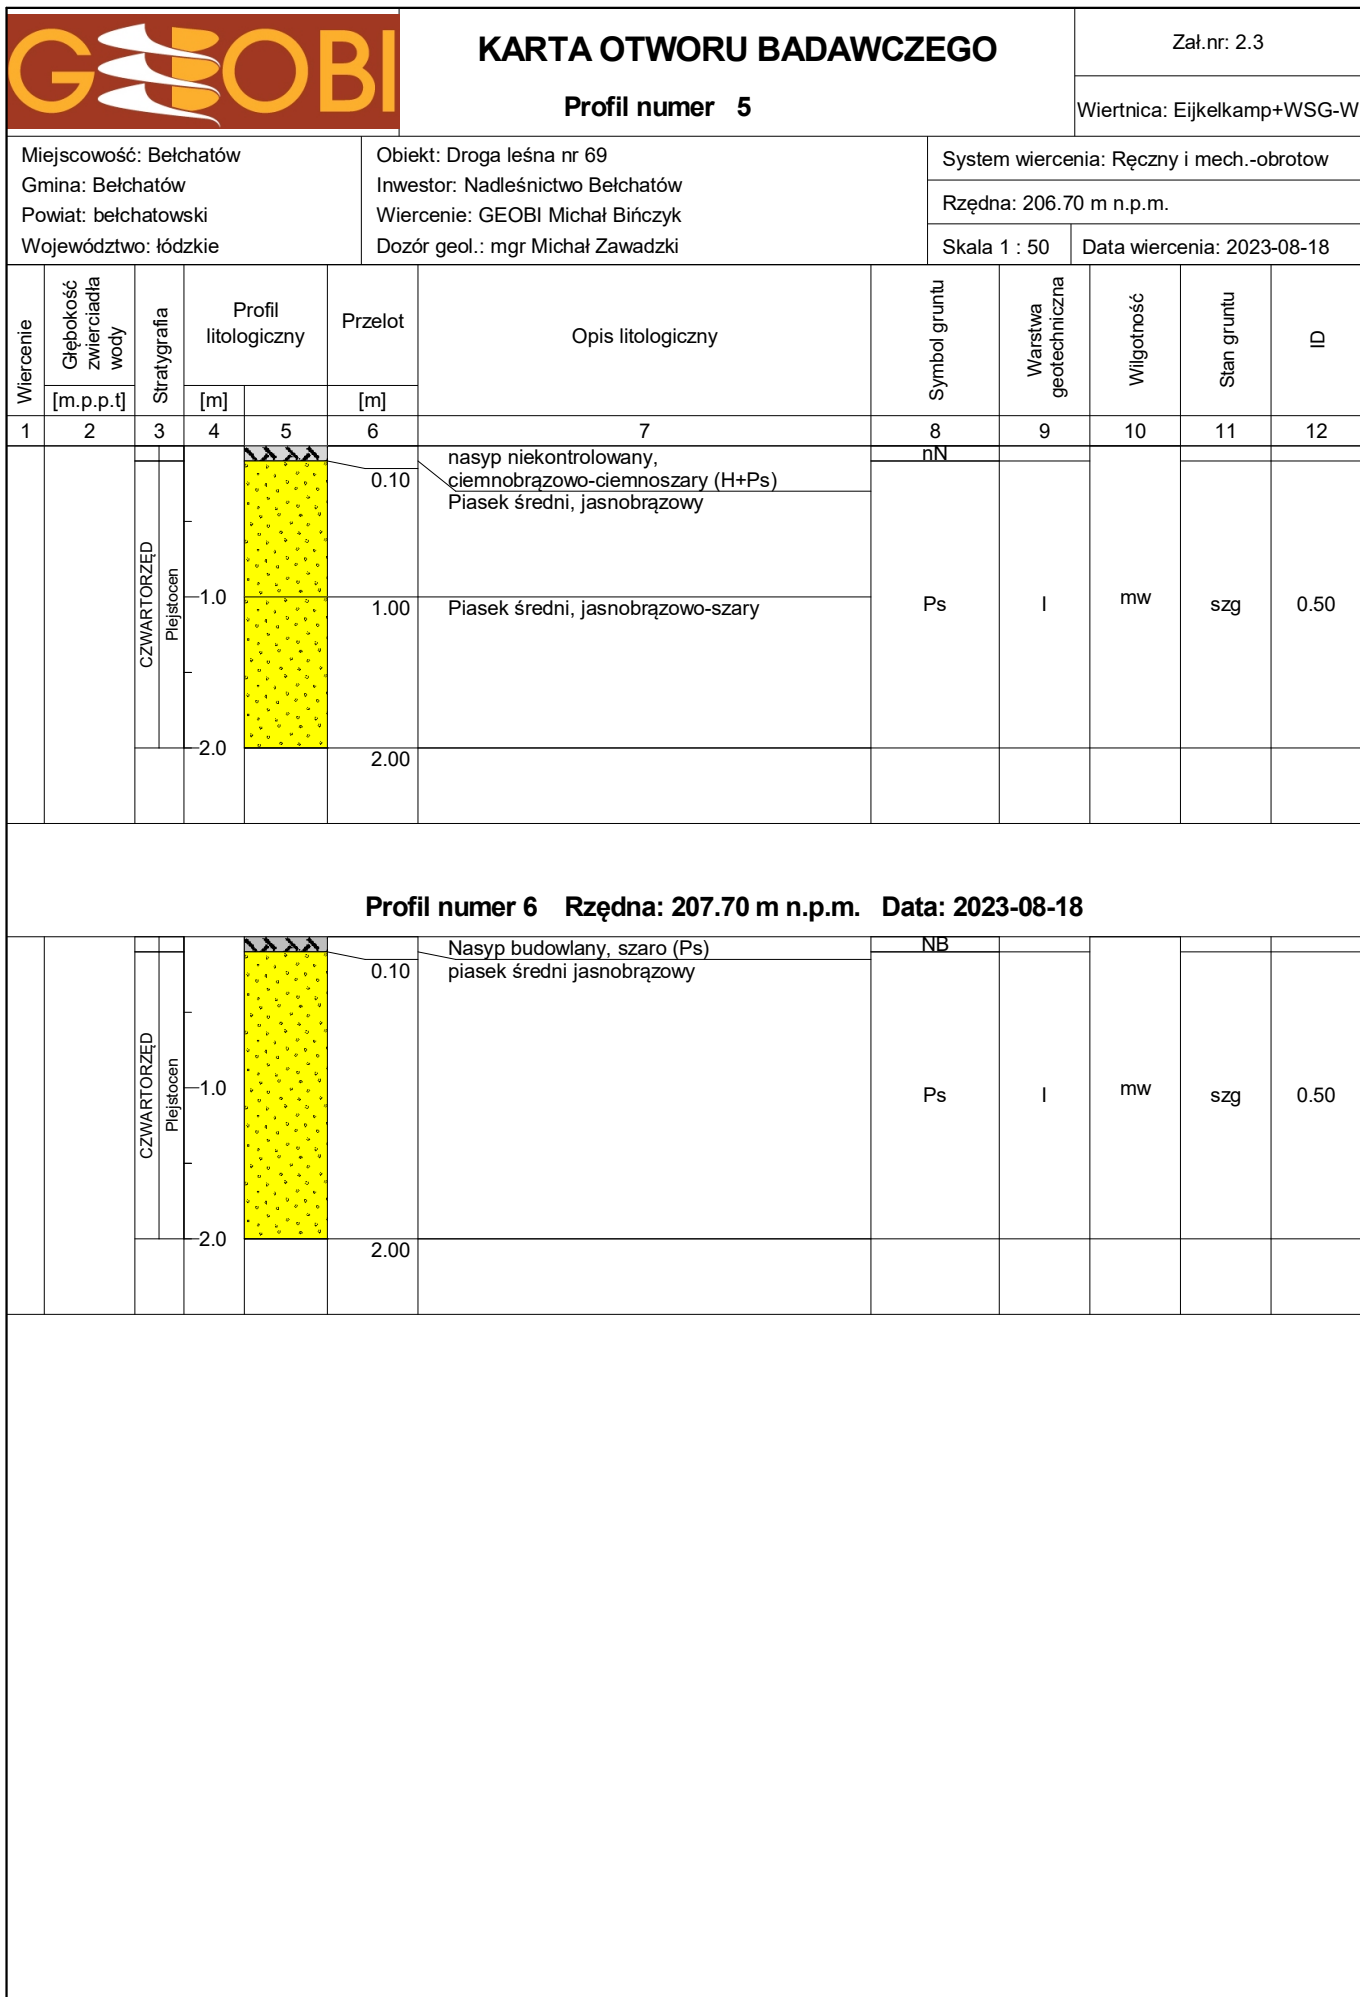 GEOBI
KARTA OTWORU BADAWCZEGO
Profil numer 5
Zał.nr: 2.3
Wiertnica: Eijkelkamp+WSG-W
Miejscowość: Bełchatów
Gmina: Bełchatów
Powiat: bełchatowski
Województwo: łódzkie
Obiekt: Droga leśna nr 69
Inwestor: Nadleśnictwo Bełchatów
Wiercenie: GEOBI Michał Bińczyk
Dozór geol.: mgr Michał Zawadzki
System wiercenia: Ręczny i mech.-obrotow
Rzędna: 206.70 m n.p.m.
Skala 1 : 50
Data wiercenia: 2023-08-18
Wiercenie
Głębokość
zwierciadła
wody
[m.p.p.t]
Stratygrafia
Profil
litologiczny
[m]
Przelot
[m]
Opis litologiczny
Symbol gruntu
Warstwa
geotechniczna
Wilgotność
Stan gruntu
ID
1 2 3 4 5 6 7 8 9 10 11 12
nasyp niekontrolowany,
ciemnobrązowo-ciemnoszary (H+Ps)
nN
0.10
Piasek średni, jasnobrązowy
CZWARTORZĘD
Plejstocen
1.0
1.00
Piasek średni, jasnobrązowo-szary
Ps I mw szg 0.50
2.0
2.00
Profil numer 6 Rzędna: 207.70 m n.p.m. Data: 2023-08-18
Nasyp budowlany, szaro (Ps)
NB
0.10
piasek średni jasnobrązowy
CZWARTORZĘD
Plejstocen
1.0
Ps I mw szg 0.50
2.0
2.00